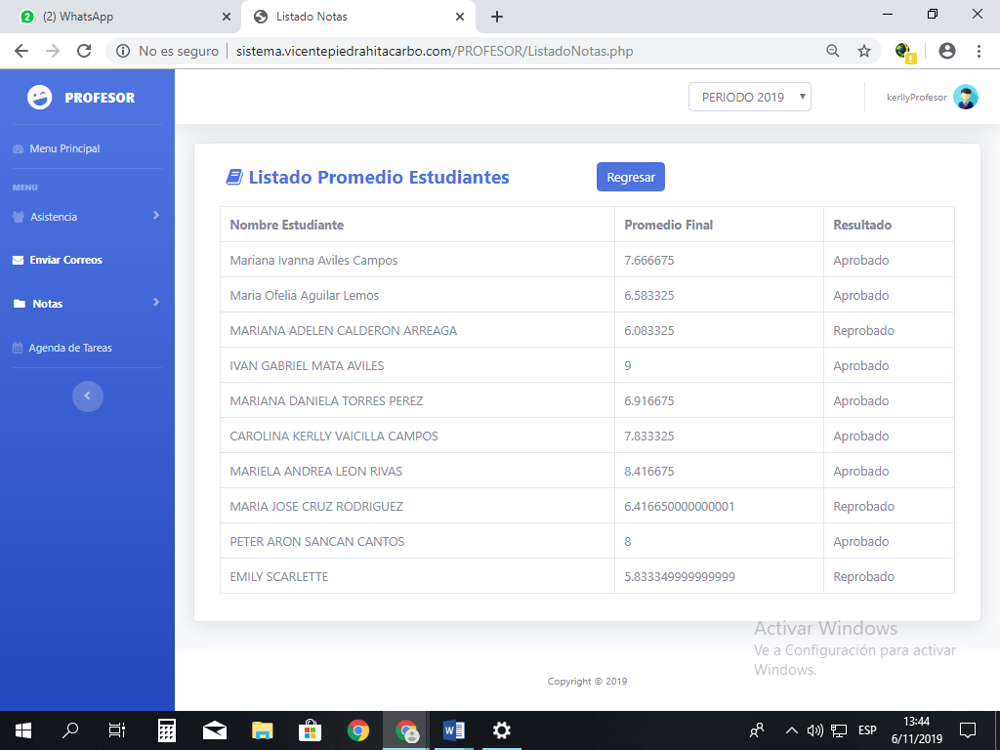 2 (2) WhatsApp
Listado Notas
No es seguro | sistema.vicentepiedrahitacarbo.com/PROFESOR/ListadoNotas.php
PROFESOR
PERIODO 2019
kerllyProfesor
Menu Principal
MENU
Asistencia
Enviar Correos
Notas
Agenda de Tareas
Listado Promedio Estudiantes
Regresar
Nombre Estudiante Promedio Final Resultado
Mariana Ivanna Aviles Campos 7.666675 Aprobado
Maria Ofelia Aguilar Lemos 6.583325 Aprobado
MARIANA ADELEN CALDERON ARREAGA 6.083325 Reprobado
IVAN GABRIEL MATA AVILES 9 Aprobado
MARIANA DANIELA TORRES PEREZ 6.916675 Aprobado
CAROLINA KERLLY VAICILLA CAMPOS 7.833325 Aprobado
MARIELA ANDREA LEON RIVAS 8.416675 Aprobado
MARIA JOSE CRUZ RODRIGUEZ 6.416650000000001 Reprobado
PETER ARON SANCAN CANTOS 8 Aprobado
EMILY SCARLETTE 5.833349999999999 Reprobado
Activar Windows
Ve a Configuración para activar
Windows.
Copyright © 2019
ESP
13:44
6/11/2019